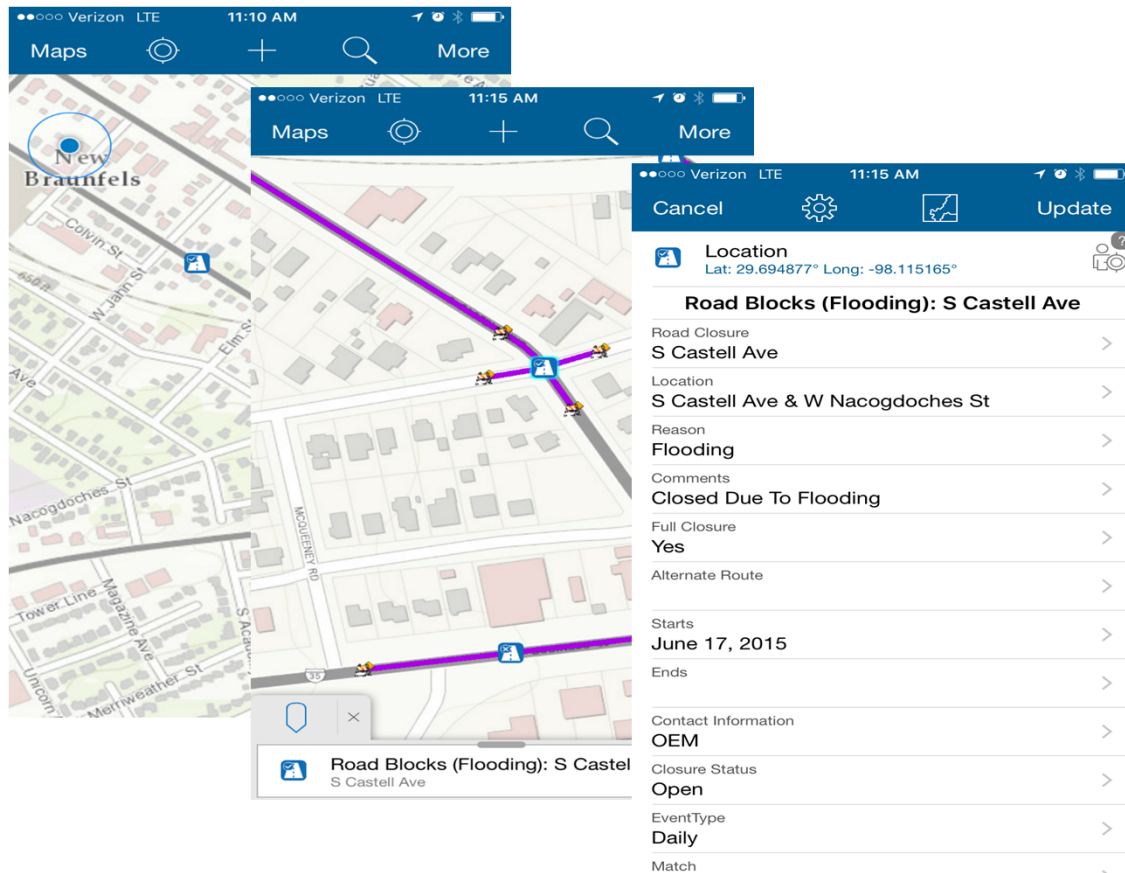 Verizon LTE 11:10 AM
Maps
More
New
Braunfels
Colvin St
W Jahn St
650 ft
Elm S
Ave
Nacogdoches St
Tower Line
Magazine Ave
S Aca
Unicorn
Merriweather St
Verizon LTE 11:15 AM
Maps
More
MCQUEENEY RD
35
Road Blocks (Flooding): S Castel
S Castell Ave
Verizon LTE 11:15 AM
Cancel
Update
?
Location
Lat: 29.694877° Long: -98.115165°
Road Blocks (Flooding): S Castell Ave
Road Closure
S Castell Ave
Location
S Castell Ave & W Nacogdoches St
Reason
Flooding
Comments
Closed Due To Flooding
Full Closure
Yes
Alternate Route
Starts
June 17, 2015
Ends
Contact Information
OEM
Closure Status
Open
EventType
Daily
Match